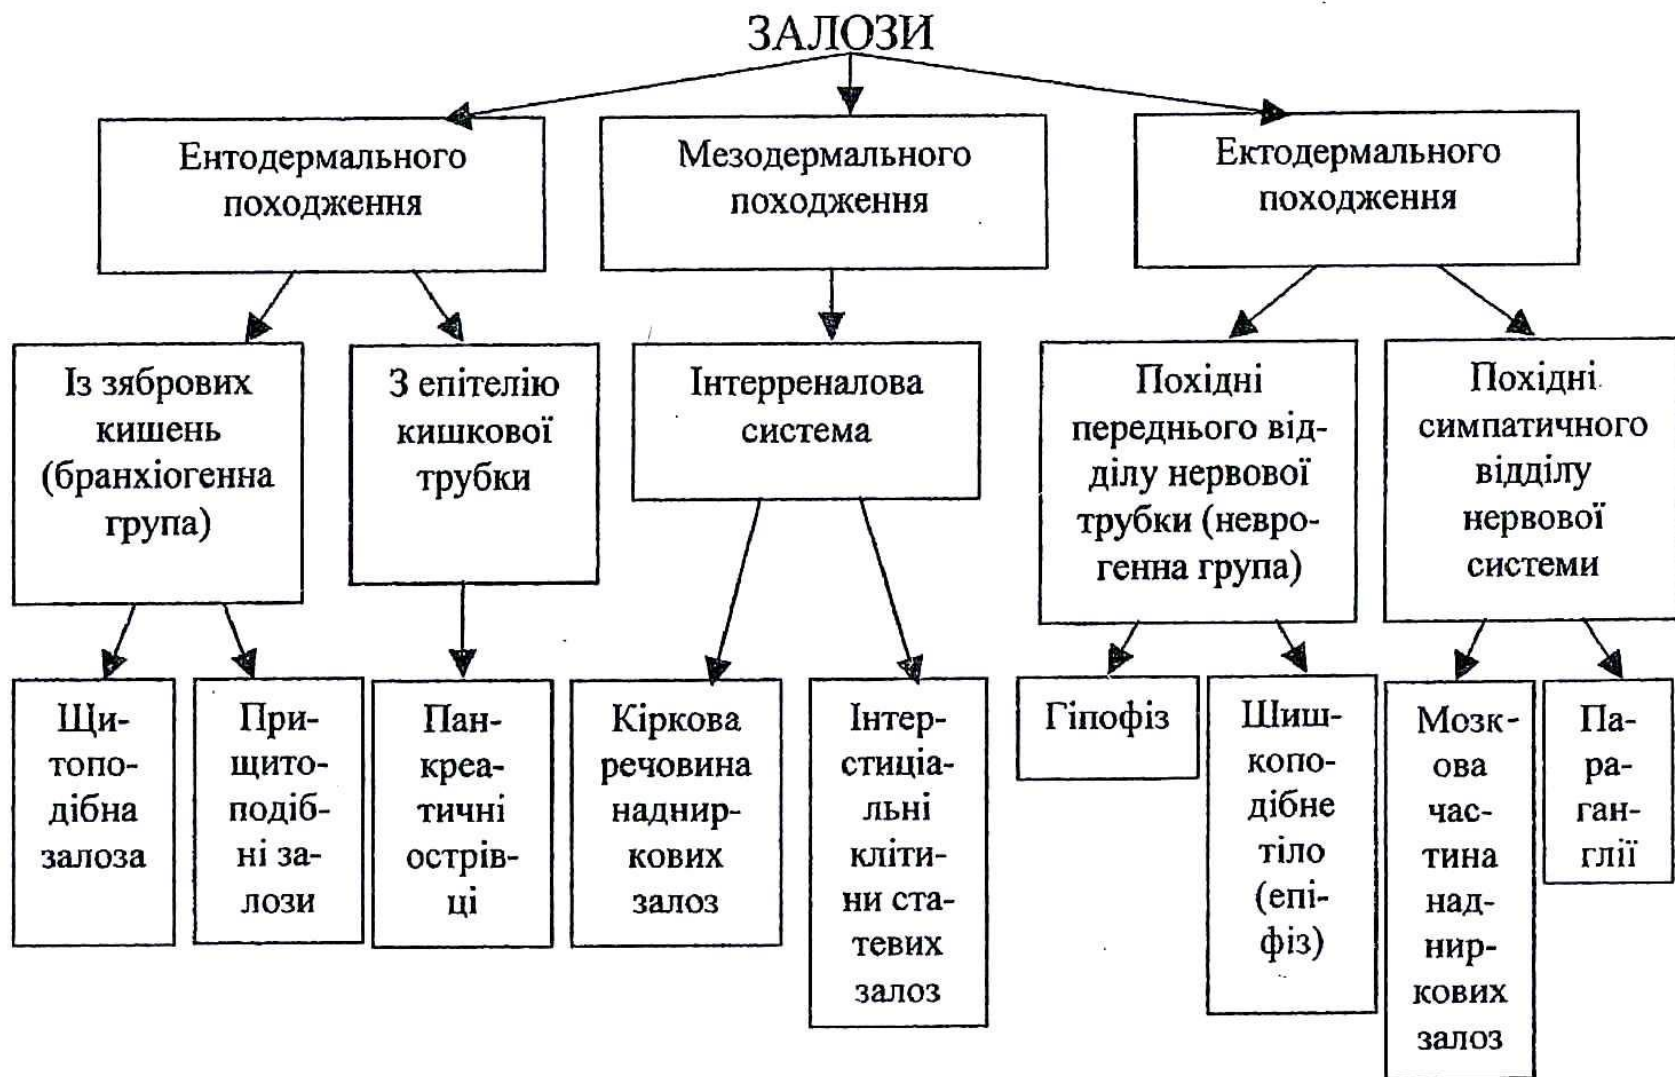 ЗАЛОЗИ
Ентодермального
походження
Мезодермального
походження
Ектодермального
походження
Із зябрових
кишень
(бранхіогенна
група)
З епітелію
кишкової
трубки
Інтерреналова
система
Похідні
переднього від-
ділу нервової
трубки (невро-
генна група)
Похідні
симпатичного
відділу
нервової
системи
Щи-
топо-
дібна
залоза
При-
щито-
подіб-
ні за-
лози
Пан-
креа-
тичні
острів-
ці
Кіркова
речовина
наднир-
кових
залоз
Інтер-
стиціа-
льні
кліти-
ни ста-
тевих
залоз
Гіпофіз
Шиш-
копо-
дібне
тіло
(епі-
фіз)
Мозк-
ова
час-
тина
над-
нир-
кових
залоз
Па-
ра-
ган-
глії